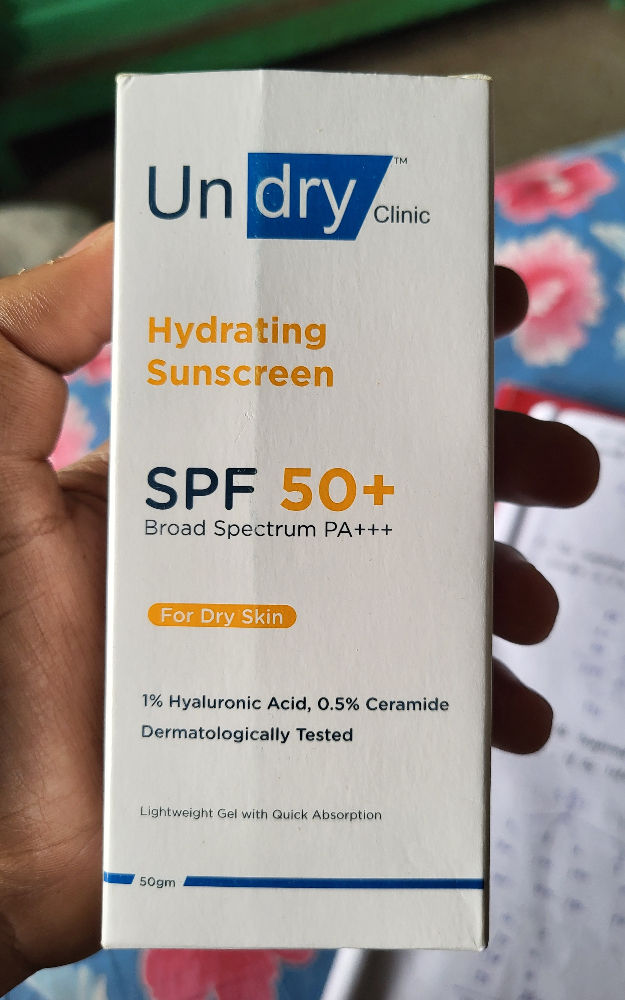 Undry™ Clinic
Hydrating
Sunscreen
SPF 50+
Broad Spectrum PA+++
For Dry Skin
1% Hyaluronic Acid, 0.5% Ceramide
Dermatologically Tested
Lightweight Gel with Quick Absorption
50gm